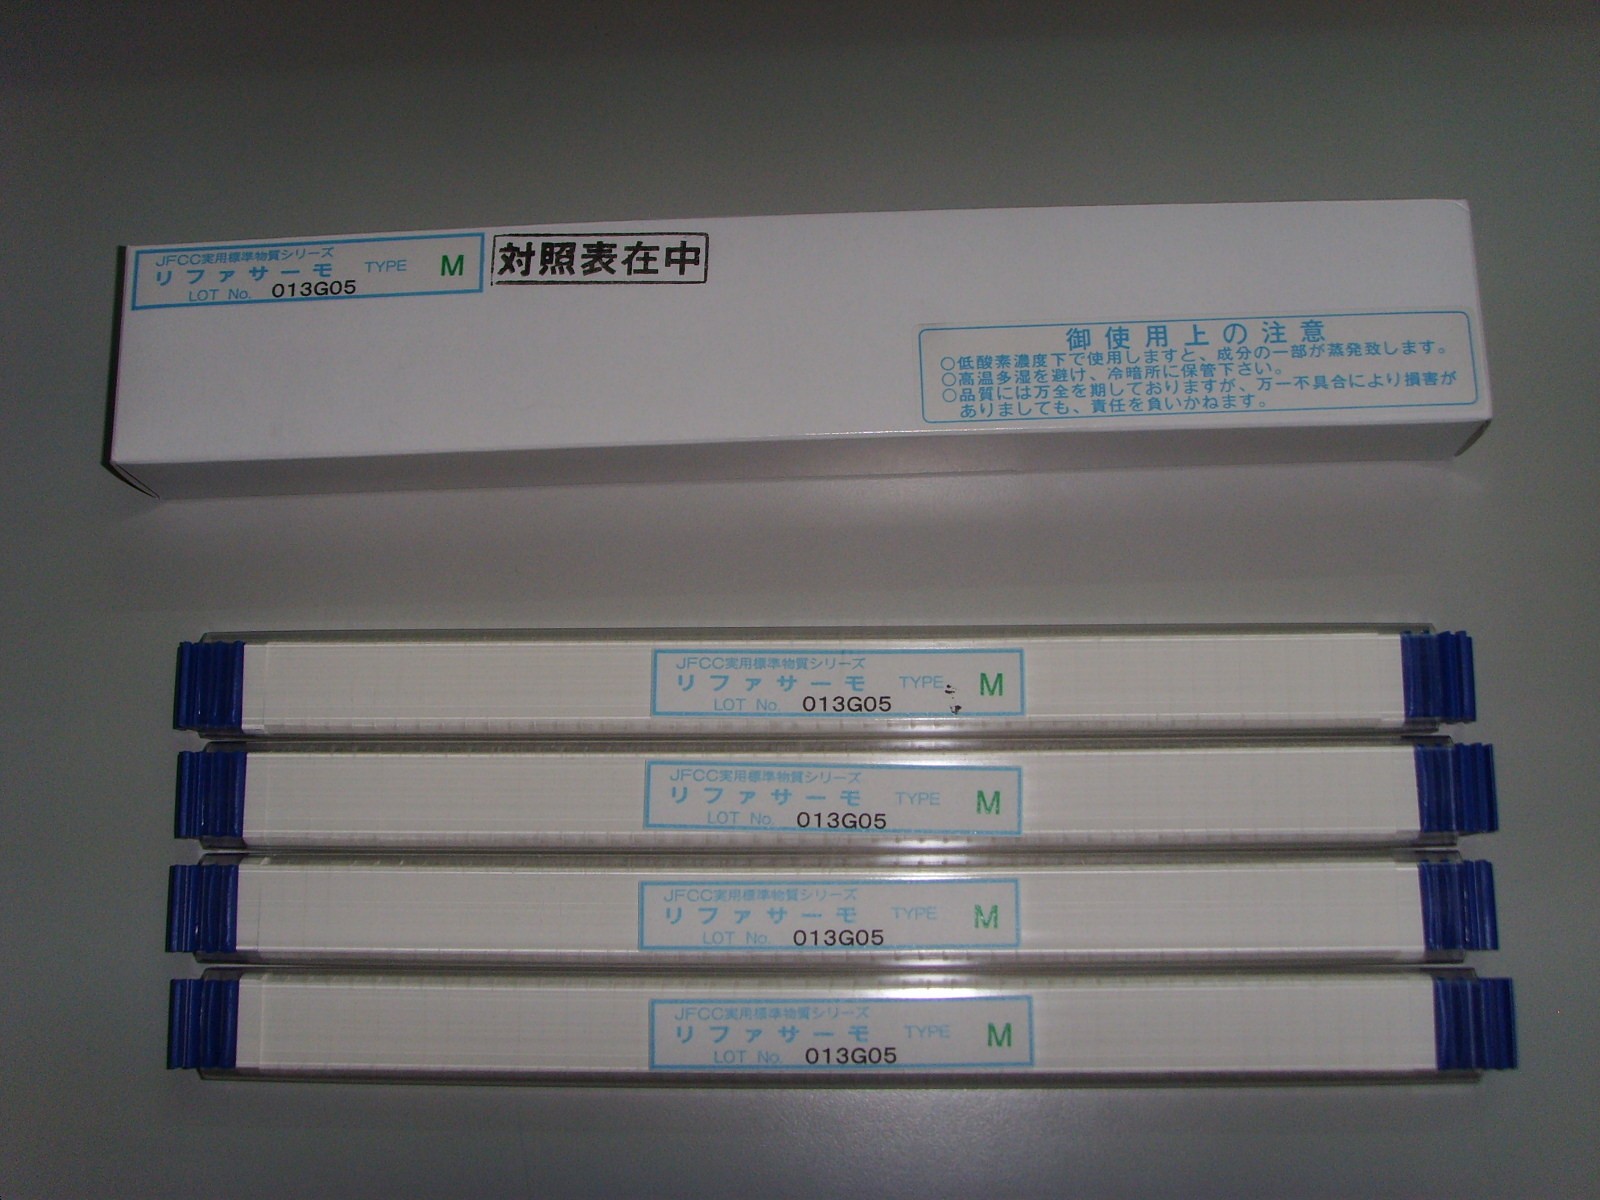 JFCC実用標準物質シリーズ
リファサーモ TYPE M
LOT No. 013G05
対照表在中
御使用上の注意
○低酸素濃度下で使用しますと、成分の一部が蒸発致します。
○高温多湿を避け、冷暗所に保管下さい。
○品質には万全を期しておりますが、万一不具合により損害が
ありましても、責任を負いかねます。
JFCC実用標準物質シリーズ
リファサーモ TYPE M
LOT No. 013G05
JFCC実用標準物質シリーズ
リファサーモ TYPE M
LOT No. 013G05
JFCC実用標準物質シリーズ
リファサーモ TYPE M
LOT No. 013G05
JFCC実用標準物質シリーズ
リファサーモ TYPE M
LOT No. 013G05